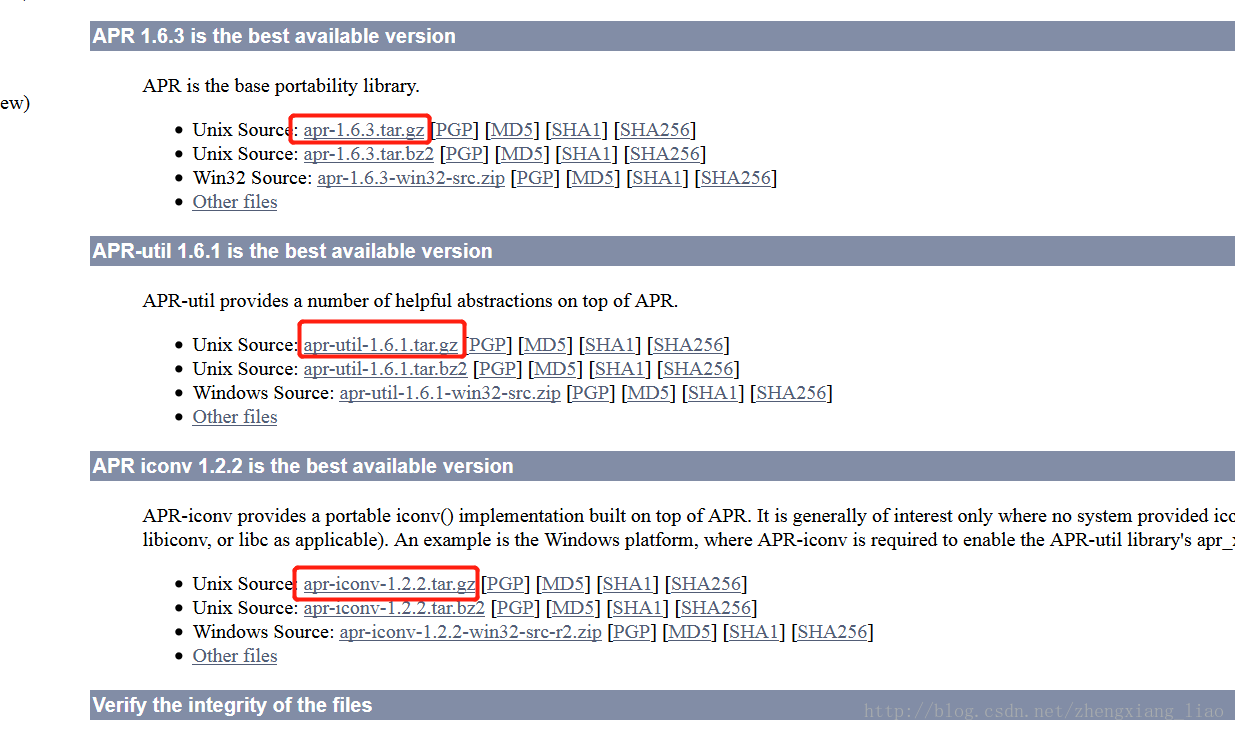 APR 1.6.3 is the best available version
APR is the base portability library.
ew)
Unix Source: apr-1.6.3.tar.gz [PGP] [MD5] [SHA1] [SHA256]
Unix Source: apr-1.6.3.tar.bz2 [PGP] [MD5] [SHA1] [SHA256]
Win32 Source: apr-1.6.3-win32-src.zip [PGP] [MD5] [SHA1] [SHA256]
Other files
APR-util 1.6.1 is the best available version
APR-util provides a number of helpful abstractions on top of APR.
Unix Source: apr-util-1.6.1.tar.gz [PGP] [MD5] [SHA1] [SHA256]
Unix Source: apr-util-1.6.1.tar.bz2 [PGP] [MD5] [SHA1] [SHA256]
Windows Source: apr-util-1.6.1-win32-src.zip [PGP] [MD5] [SHA1] [SHA256]
Other files
APR iconv 1.2.2 is the best available version
APR-iconv provides a portable iconv() implementation built on top of APR. It is generally of interest only where no system provided ico
libiconv, or libc as applicable). An example is the Windows platform, where APR-iconv is required to enable the APR-util library's apr_x
Unix Source: apr-iconv-1.2.2.tar.gz [PGP] [MD5] [SHA1] [SHA256]
Unix Source: apr-iconv-1.2.2.tar.bz2 [PGP] [MD5] [SHA1] [SHA256]
Windows Source: apr-iconv-1.2.2-win32-src-r2.zip [PGP] [MD5] [SHA1] [SHA256]
Other files
Verify the integrity of the files
http://blog.csdn.net/zhengxiang_liao